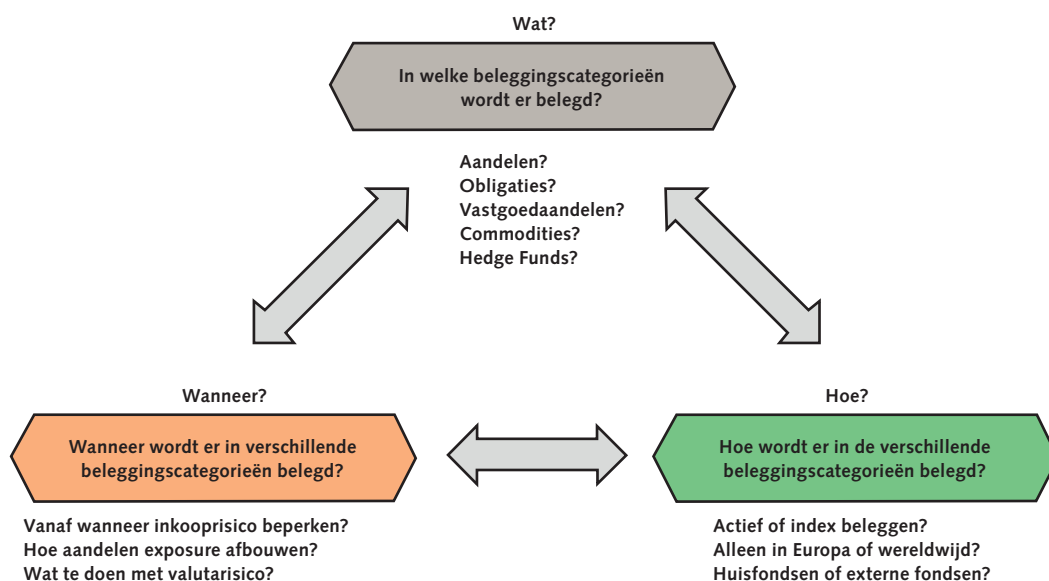 Wat?
In welke beleggingscategorieën
wordt er belegd?
Aandelen?
Obligaties?
Vastgoedaandelen?
Commodities?
Hedge Funds?
Wanneer?
Wanneer wordt er in verschillende
beleggingscategorieën belegd?
Vanaf wanneer inkooprisico beperken?
Hoe aandelen exposure afbouwen?
Wat te doen met valutarisico?
Hoe?
Hoe wordt er in de verschillende
beleggingscategorieën belegd?
Actief of index beleggen?
Alleen in Europa of wereldwijd?
Huisfondsen of externe fondsen?